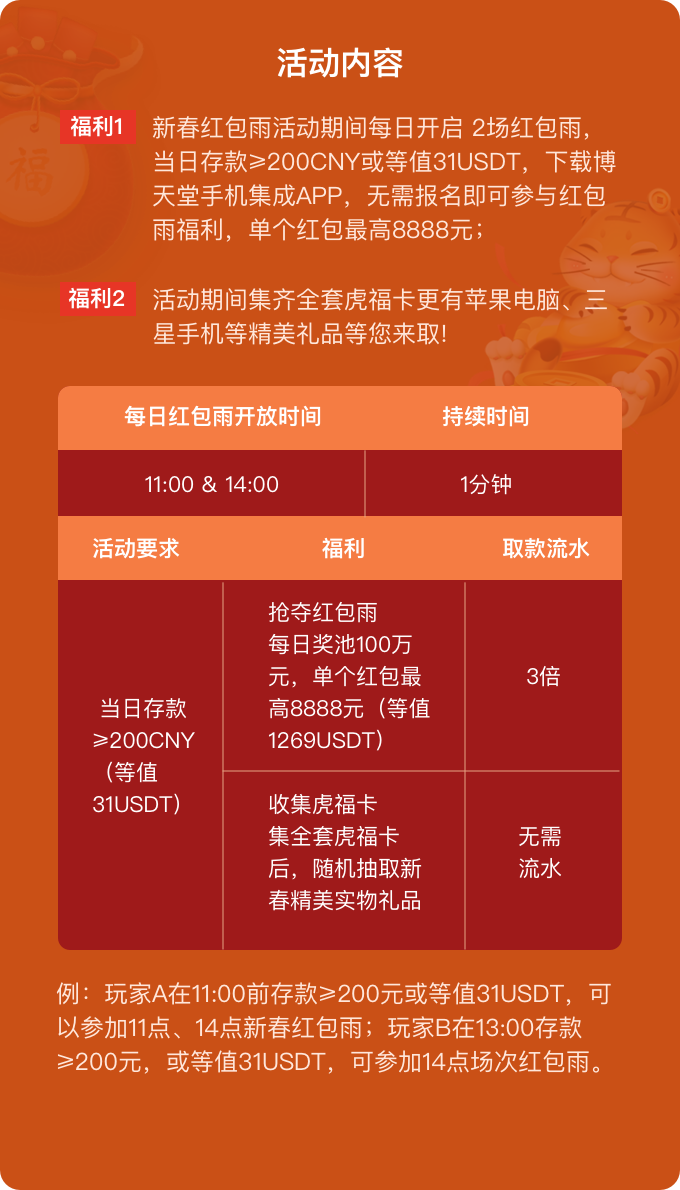 活动内容
福利1
新春红包雨活动期间每日开启 2场红包雨,
当日存款≥200CNY或等值31USDT，下载博
天堂手机集成APP，无需报名即可参与红包
雨福利，单个红包最高8888元；
福利2
活动期间集齐全套虎福卡更有苹果电脑、三
星手机等精美礼品等您来取!
每日红包雨开放时间 持续时间
11:00 & 14:00 1分钟
活动要求 福利 取款流水
当日存款
≥200CNY
（等值
31USDT）
抢夺红包雨
每日奖池100万
元，单个红包最
高8888元（等值
1269USDT）
3倍
收集虎福卡
集全套虎福卡
后，随机抽取新
春精美实物礼品
无需
流水
例：玩家A在11:00前存款≥200元或等值31USDT，可
以参加11点、14点新春红包雨；玩家B在13:00存款
≥200元，或等值31USDT，可参加14点场次红包雨。
福